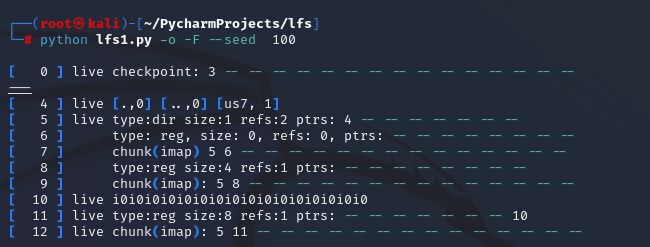 ┌──(root㉿kali)-[~/PycharmProjects/lfs]
└─# python lfs1.py -o -F --seed  100
[   0 ] live checkpoint: 3 -- -- -- -- -- -- -- -- -- -- -- -- -- -- --
[   4 ] live [.,0] [..,0] [us7, 1]
[   5 ] live type:dir size:1 refs:2 ptrs: 4 -- -- -- -- -- -- --
[   6 ]      type: reg, size: 0, refs: 0, ptrs: -- -- -- -- -- -- -- --
[   7 ]      chunk(imap) 5 6 -- -- -- -- -- -- -- -- -- -- -- -- -- --
[   8 ]      type:reg size:4 refs:1 ptrs: -- -- -- -- -- -- -- --
[   9 ]      chunk(imap): 5 8 -- -- -- -- -- -- -- -- -- -- -- -- -- --
[  10 ] live i0i0i0i0i0i0i0i0i0i0i0i0i0i0i0i0
[  11 ] live type:reg size:8 refs:1 ptrs: -- -- -- -- -- -- -- 10
[  12 ] live chunk(imap): 5 11 -- -- -- -- -- -- -- -- -- -- -- -- -- --